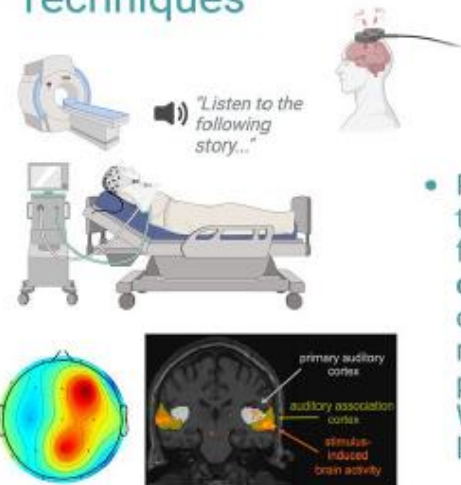 Techniques
"Listen to the
following
story..."
primary auditory
cortex
auditory association
cortex
stimulus-
induced
brain activity